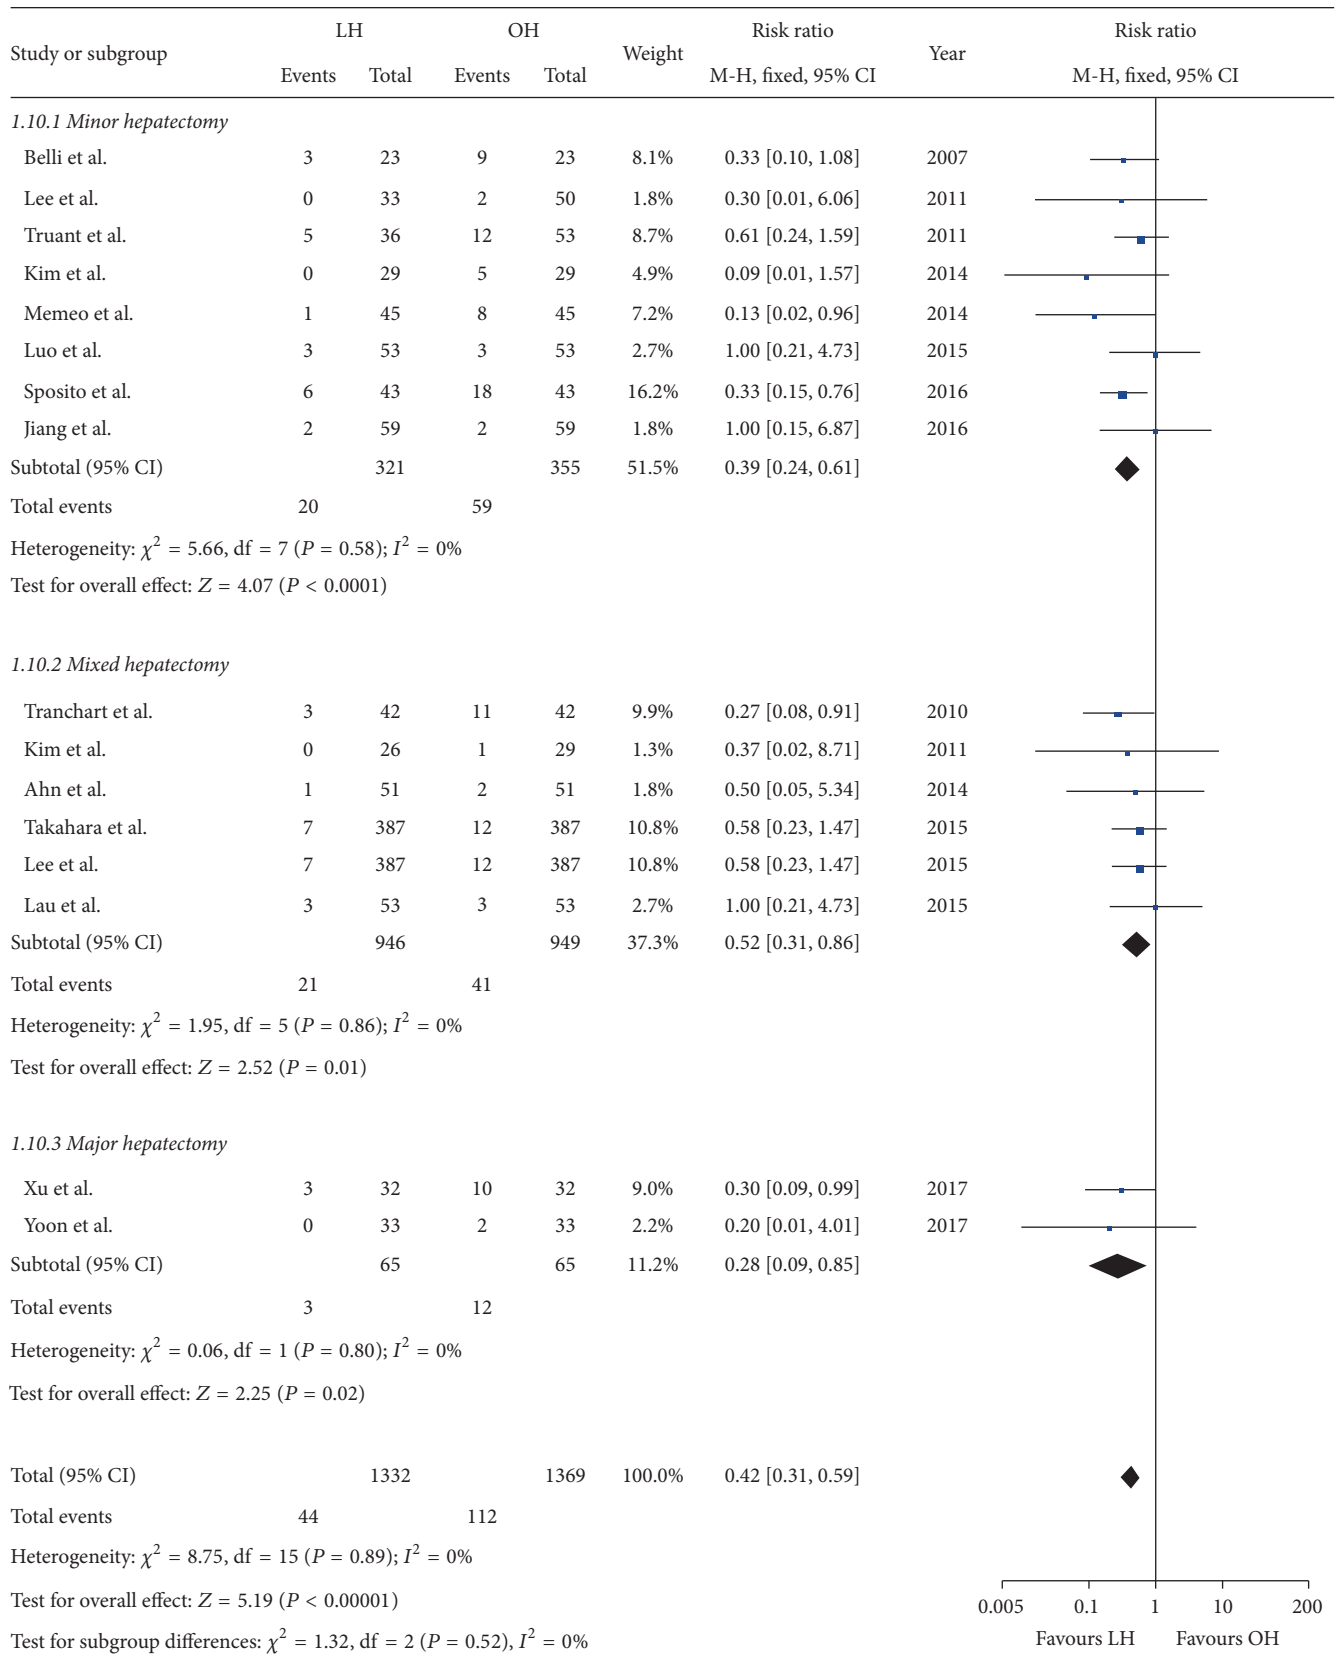 LH OH Risk ratio Risk ratio
Study or subgroup Weight Year
Events Total Events Total M-H, fixed, 95% CI M-H, fixed, 95% CI
1.10.1 Minor hepatectomy
Belli et al. 3 23 9 23 8.1% 0.33 [0.10, 1.08] 2007
Lee et al. 0 33 2 50 1.8% 0.30 [0.01, 6.06] 2011
Truant et al. 5 36 12 53 8.7% 0.61 [0.24, 1.59] 2011
Kim et al. 0 29 5 29 4.9% 0.09 [0.01, 1.57] 2014
Memeo et al. 1 45 8 45 7.2% 0.13 [0.02, 0.96] 2014
Luo et al. 3 53 3 53 2.7% 1.00 [0.21, 4.73] 2015
Sposito et al. 6 43 18 43 16.2% 0.33 [0.15, 0.76] 2016
Jiang et al. 2 59 2 59 1.8% 1.00 [0.15, 6.87] 2016
Subtotal (95% CI) 321 355 51.5% 0.39 [0.24, 0.61]
Total events 20 59
Heterogeneity: χ² = 5.66, df = 7 (P = 0.58); I² = 0%
Test for overall effect: Z = 4.07 (P < 0.0001)
1.10.2 Mixed hepatectomy
Tranchart et al. 3 42 11 42 9.9% 0.27 [0.08, 0.91] 2010
Kim et al. 0 26 1 29 1.3% 0.37 [0.02, 8.71] 2011
Ahn et al. 1 51 2 51 1.8% 0.50 [0.05, 5.34] 2014
Takahara et al. 7 387 12 387 10.8% 0.58 [0.23, 1.47] 2015
Lee et al. 7 387 12 387 10.8% 0.58 [0.23, 1.47] 2015
Lau et al. 3 53 3 53 2.7% 1.00 [0.21, 4.73] 2015
Subtotal (95% CI) 946 949 37.3% 0.52 [0.31, 0.86]
Total events 21 41
Heterogeneity: χ² = 1.95, df = 5 (P = 0.86); I² = 0%
Test for overall effect: Z = 2.52 (P = 0.01)
1.10.3 Major hepatectomy
Xu et al. 3 32 10 32 9.0% 0.30 [0.09, 0.99] 2017
Yoon et al. 0 33 2 33 2.2% 0.20 [0.01, 4.01] 2017
Subtotal (95% CI) 65 65 11.2% 0.28 [0.09, 0.85]
Total events 3 12
Heterogeneity: χ² = 0.06, df = 1 (P = 0.80); I² = 0%
Test for overall effect: Z = 2.25 (P = 0.02)
Total (95% CI) 1332 1369 100.0% 0.42 [0.31, 0.59]
Total events 44 112
Heterogeneity: χ² = 8.75, df = 15 (P = 0.89); I² = 0%
Test for overall effect: Z = 5.19 (P < 0.00001)
0.005 0.1 1 10 200
Test for subgroup differences: χ² = 1.32, df = 2 (P = 0.52), I² = 0%
Favours LH Favours OH